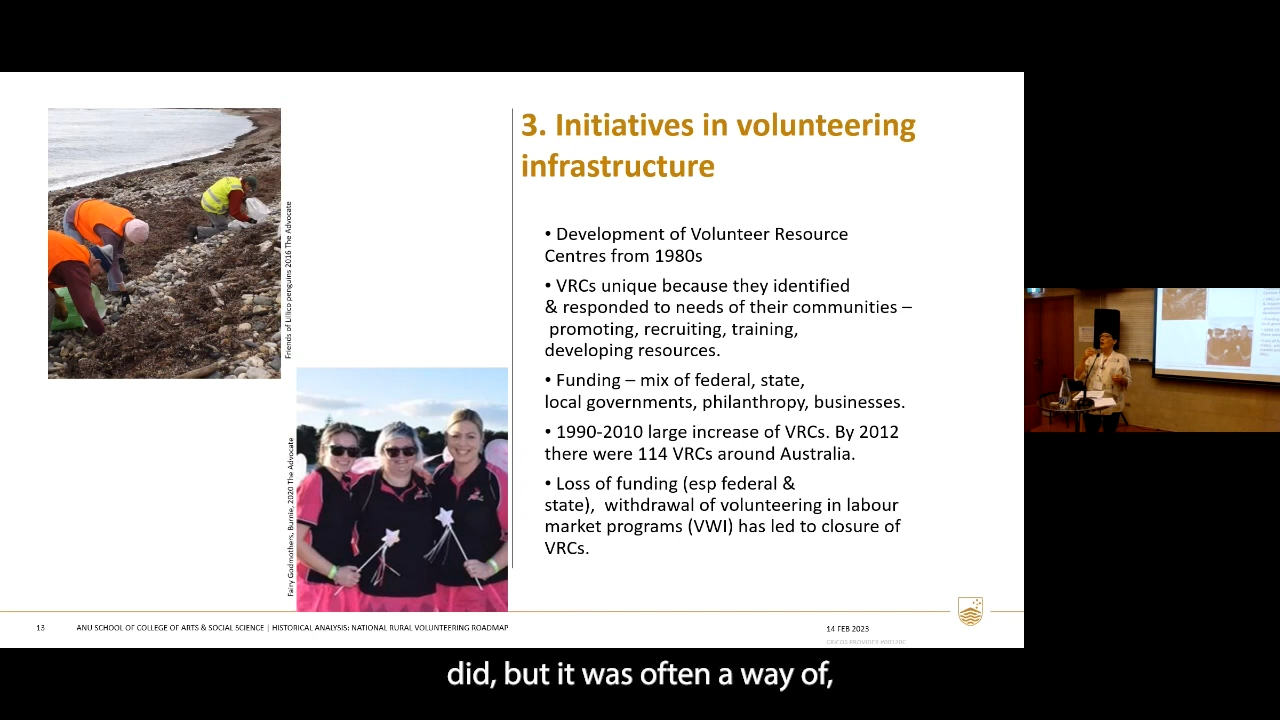 3. Initiatives in volunteering
infrastructure
• Development of Volunteer Resource
Centres from 1980s
• VRCs unique because they identified
& responded to needs of their communities –
promoting, recruiting, training,
developing resources.
• Funding – mix of federal, state,
local governments, philanthropy, businesses.
• 1990-2010 large increase of VRCs. By 2012
there were 114 VRCs around Australia.
• Loss of funding (esp federal &
state),  withdrawal of volunteering in labour
market programs (VWI) has led to closure of
VRCs.
Friends of Lillico penguins 2016 The Advocate
Fairy Godmothers, Burnie, 2020 The Advocate
13
ANU SCHOOL OF COLLEGE OF ARTS & SOCIAL SCIENCE | HISTORICAL ANALYSIS: NATIONAL RURAL VOLUNTEERING ROADMAP
14 FEB 2023
CRICOS PROVIDER #00120C
did, but it was often a way of,